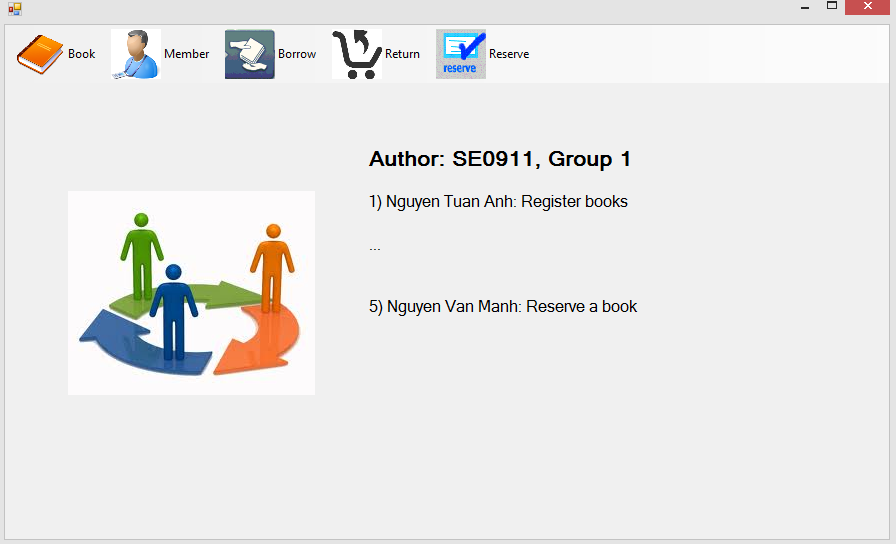 Book Member Borrow Return reserve Reserve
Author: SE0911, Group 1
1) Nguyen Tuan Anh: Register books
...
5) Nguyen Van Manh: Reserve a book